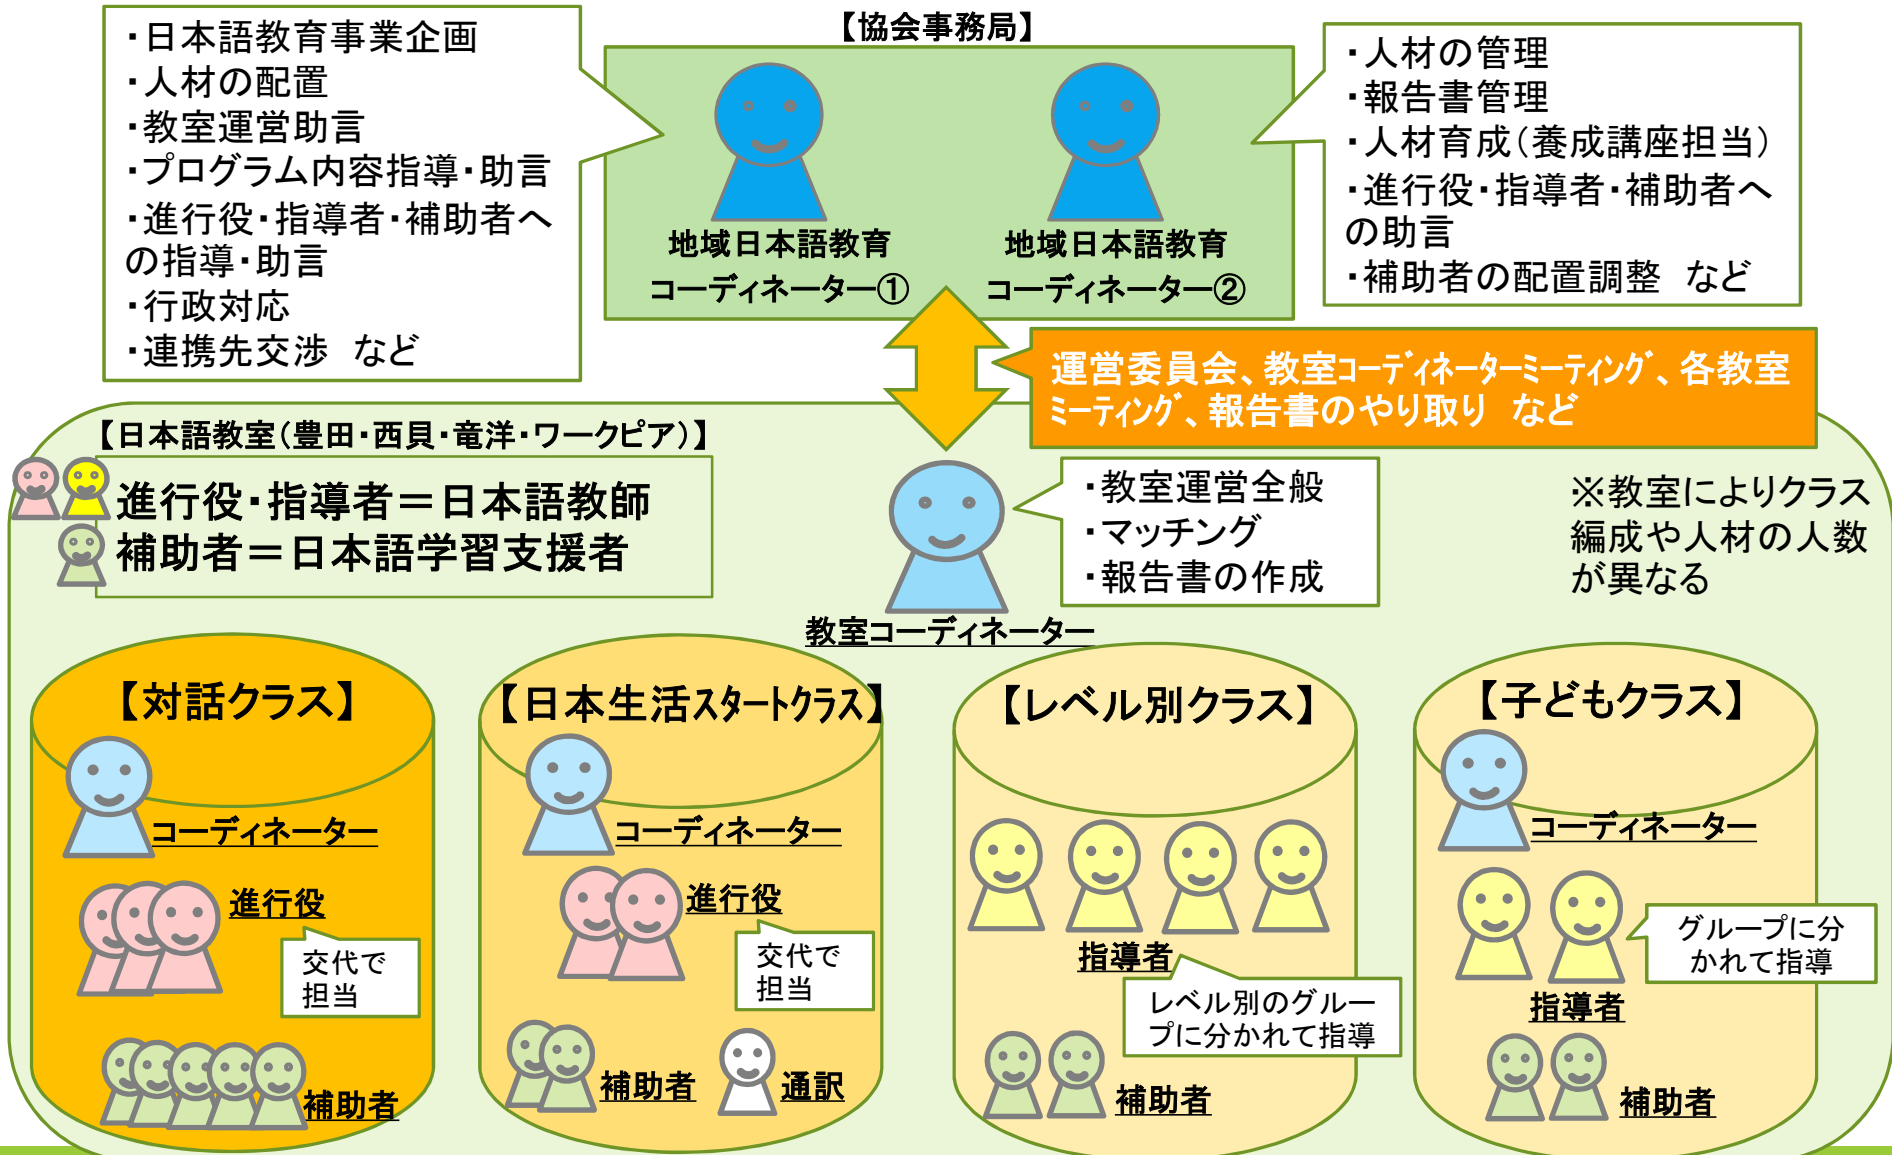 【協会事務局】
・日本語教育事業企画
・人材の配置
・教室運営助言
・プログラム内容指導・助言
・進行役・指導者・補助者へ
の指導・助言
・行政対応
・連携先交渉 など
地域日本語教育
コーディネーター①
地域日本語教育
コーディネーター②
・人材の管理
・報告書管理
・人材育成（養成講座担当）
・進行役・指導者・補助者へ
の助言
・補助者の配置調整 など
運営委員会、教室ｺｰﾃﾞｨﾈｰﾀｰﾐｰﾃｨﾝｸﾞ、各教室
ﾐｰﾃｨﾝｸﾞ、報告書のやり取り など
【日本語教室（豊田・西貝・竜洋・ワークピア）】
進行役・指導者＝日本語教師
補助者＝日本語学習支援者
・教室運営全般
・マッチング
・報告書の作成
教室コーディネーター
※教室によりクラス
編成や人材の人数
が異なる
【対話クラス】
コーディネーター
進行役
交代で
担当
補助者
【日本生活ｽﾀｰﾄｸﾗｽ】
コーディネーター
進行役
交代で
担当
補助者
通訳
【レベル別クラス】
指導者
レベル別のグルー
プに分かれて指導
補助者
【子どもクラス】
コーディネーター
グループに分
かれて指導
指導者
補助者